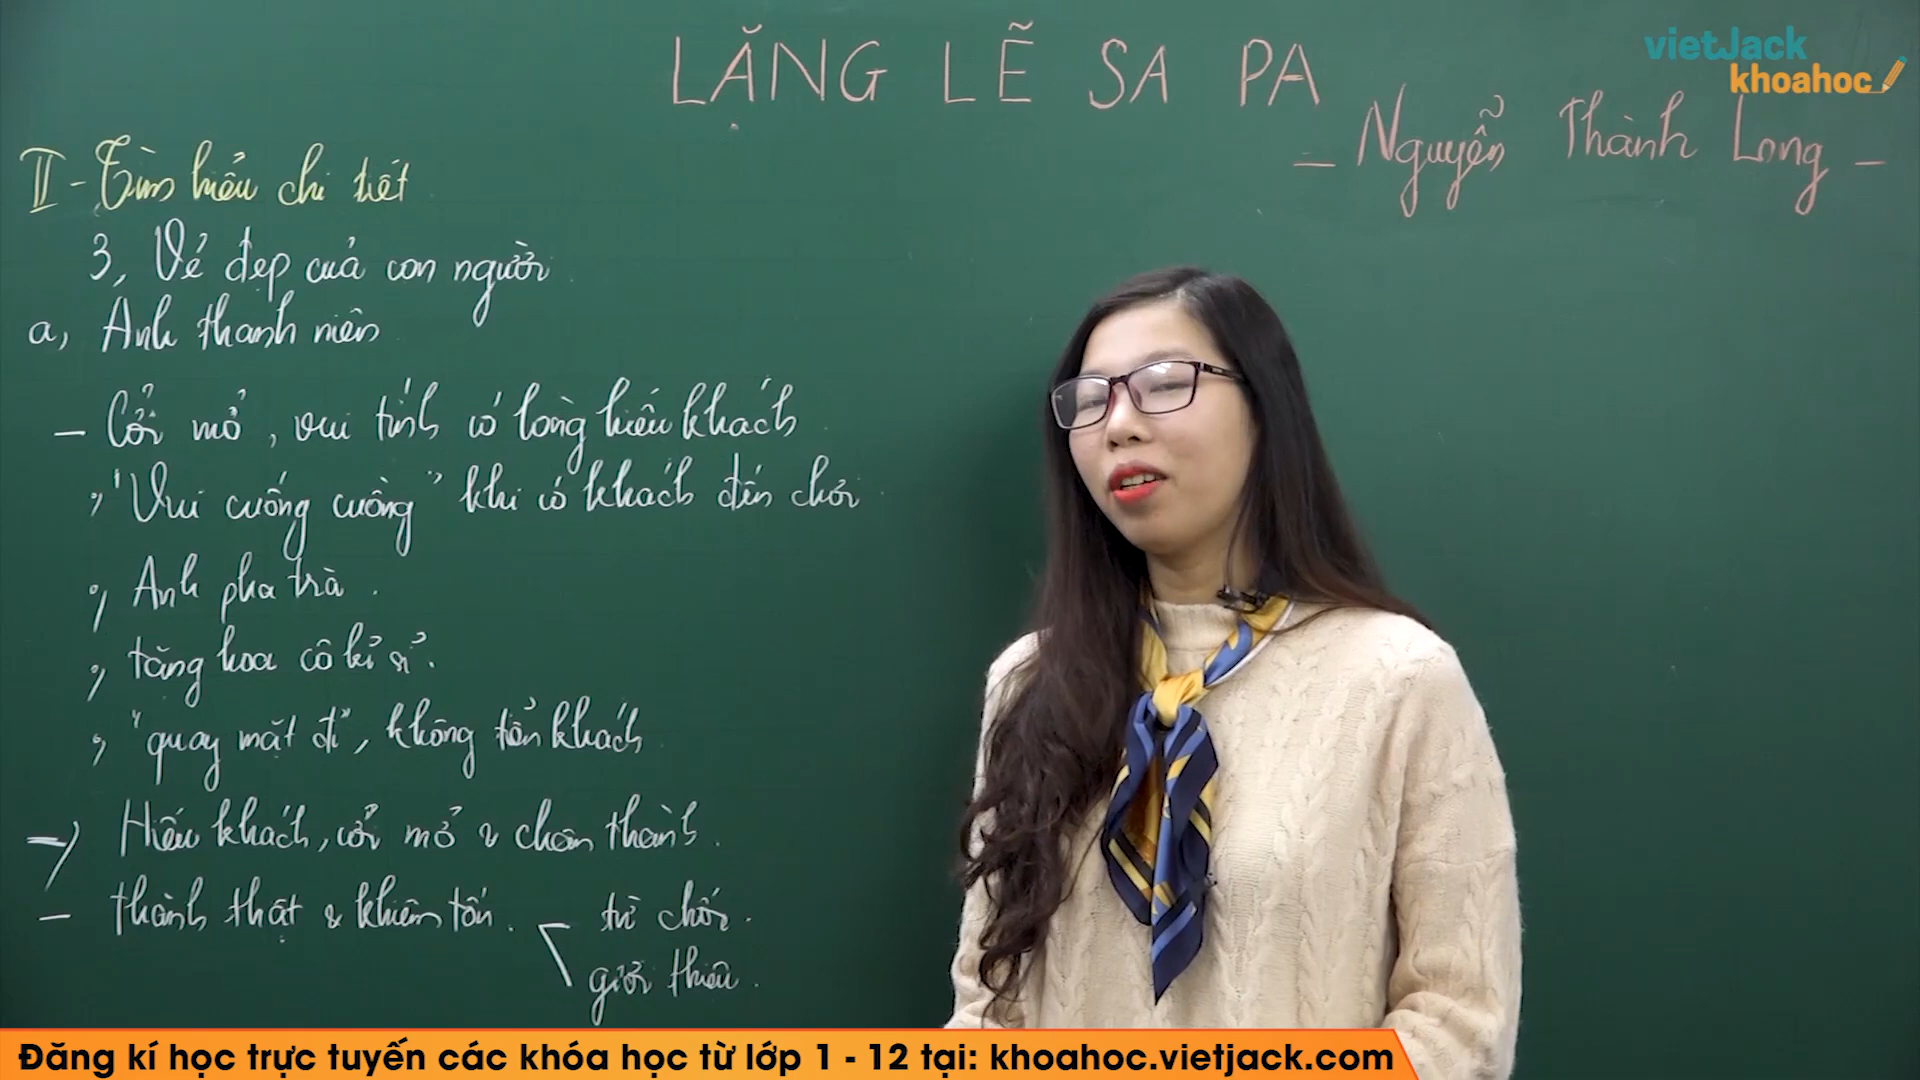 LẶNG LẼ SA PA
vietJack
khoahoc
- Nguyễn Thành Long -
II - Tìm hiểu chi tiết
3, Vẻ đẹp của con người
a, Anh thanh niên
- Cởi mở, vui tính có lòng hiếu khách
, "Vui cuống cuồng" khi có khách đến chơi
, Anh pha trà.
, tặng hoa cô kĩ sư.
, "quay mặt đi", không tiễn khách
→ Hiếu khách, cởi mở & chân thành.
- thành thật & khiêm tốn.
từ chối.
giới thiệu.
Đăng kí học trực tuyến các khóa học từ lớp 1 - 12 tại: khoahoc.vietjack.com